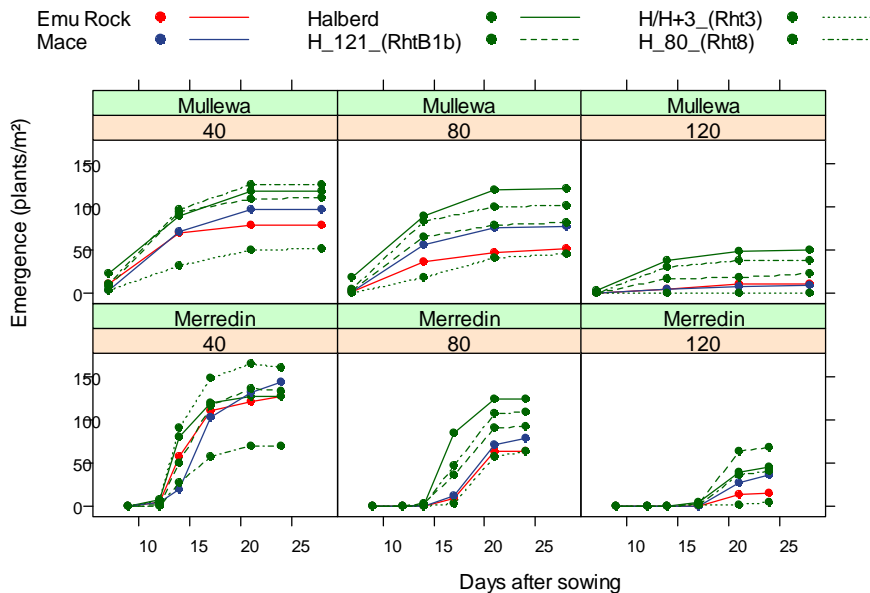 Emu Rock Halberd H/H+3_(Rht3)
Mace H_121_(RhtB1b) H_80_(Rht8)
Mullewa Mullewa Mullewa
40 80 120
150
100
50
0
Emergence (plants/m²)
Merredin Merredin Merredin
40 80 120
150
100
50
0
10 15 20 25 10 15 20 25 10 15 20 25
Days after sowing